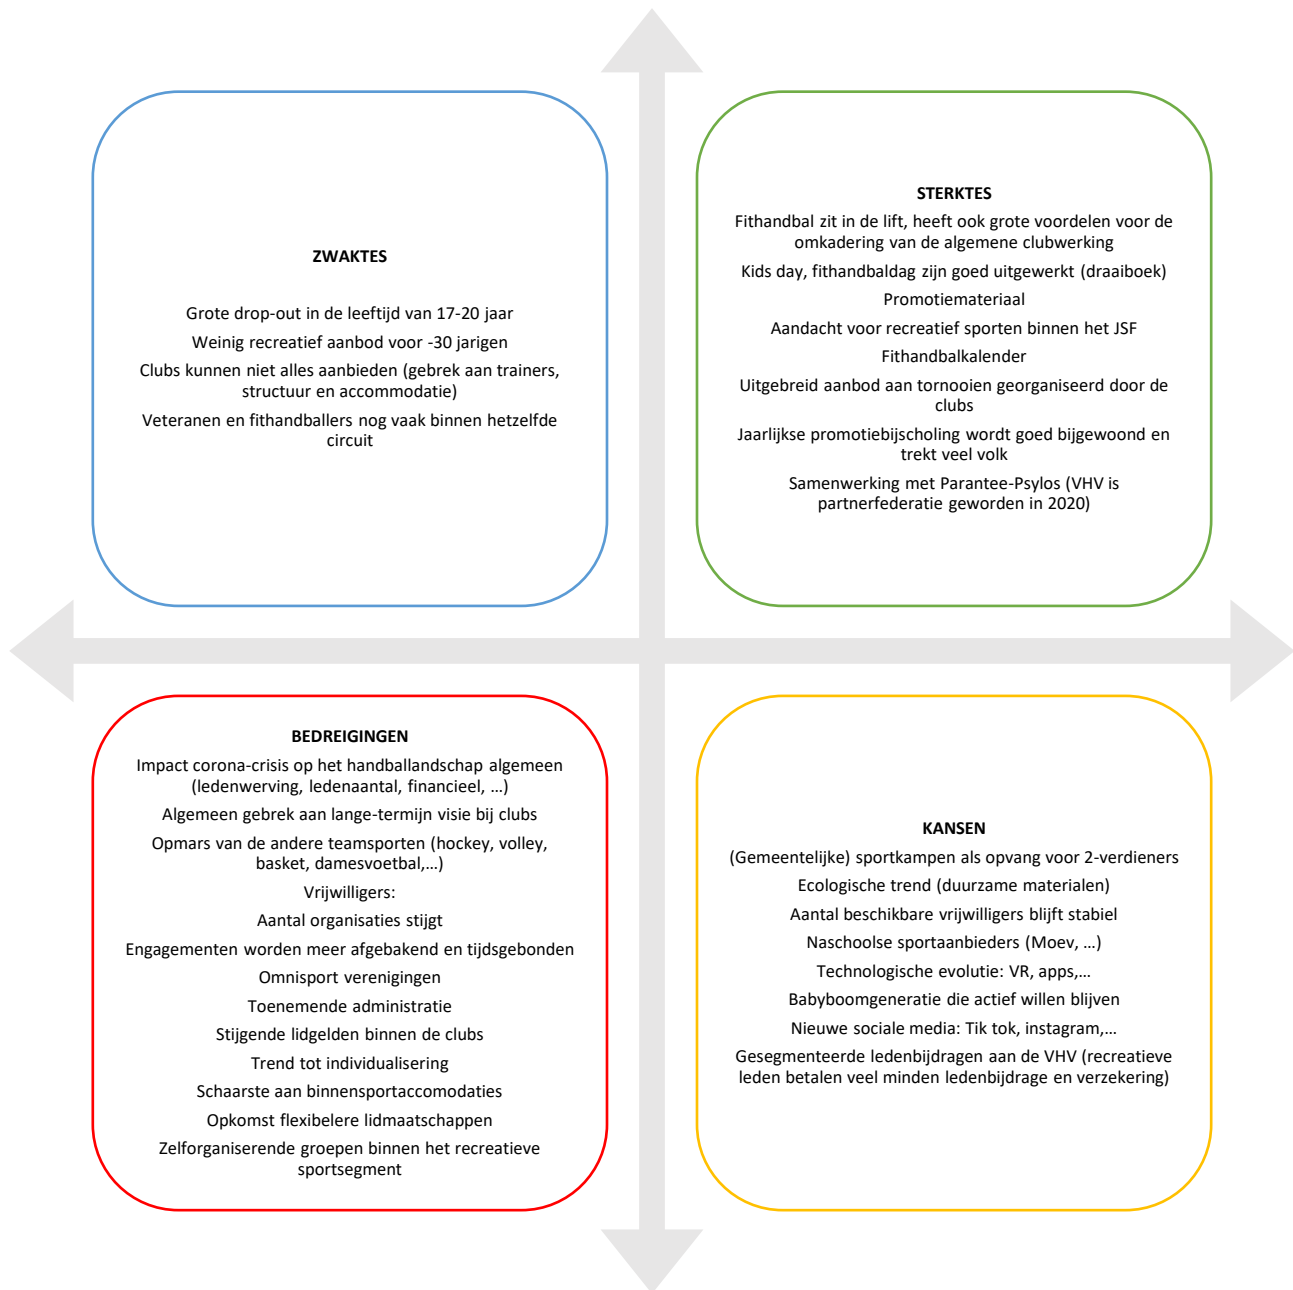 ZWAKTES
Grote drop-out in de leeftijd van 17-20 jaar
Weinig recreatief aanbod voor -30 jarigen
Clubs kunnen niet alles aanbieden (gebrek aan trainers,
structuur en accommodatie)
Veteranen en fithandballers nog vaak binnen hetzelfde
circuit
STERKTES
Fithandbal zit in de lift, heeft ook grote voordelen voor de
omkadering van de algemene clubwerking
Kids day, fithandbaldag zijn goed uitgewerkt (draaiboek)
Promotiemateriaal
Aandacht voor recreatief sporten binnen het JSF
Fithandbalkalender
Uitgebreid aanbod aan tornooien georganiseerd door de
clubs
Jaarlijkse promotiebijscholing wordt goed bijgewoond en
trekt veel volk
Samenwerking met Parantee-Psylos (VHV is
partnerfederatie geworden in 2020)
BEDREIGINGEN
Impact corona-crisis op het handballandschap algemeen
(ledenwerving, ledenaantal, financieel, …)
Algemeen gebrek aan lange-termijn visie bij clubs
Opmars van de andere teamsporten (hockey, volley,
basket, damesvoetbal,…)
Vrijwilligers:
Aantal organisaties stijgt
Engagementen worden meer afgebakend en tijdsgebonden
Omnisport verenigingen
Toenemende administratie
Stijgende lidgelden binnen de clubs
Trend tot individualisering
Schaarste aan binnensportaccomodaties
Opkomst flexibelere lidmaatschappen
Zelforganiserende groepen binnen het recreatieve
sportsegment
KANSEN
(Gemeentelijke) sportkampen als opvang voor 2-verdieners
Ecologische trend (duurzame materialen)
Aantal beschikbare vrijwilligers blijft stabiel
Naschoolse sportaanbieders (Moev, …)
Technologische evolutie: VR, apps,…
Babyboomgeneratie die actief willen blijven
Nieuwe sociale media: Tik tok, instagram,…
Gesegmenteerde ledenbijdragen aan de VHV (recreatieve
leden betalen veel minden ledenbijdrage en verzekering)